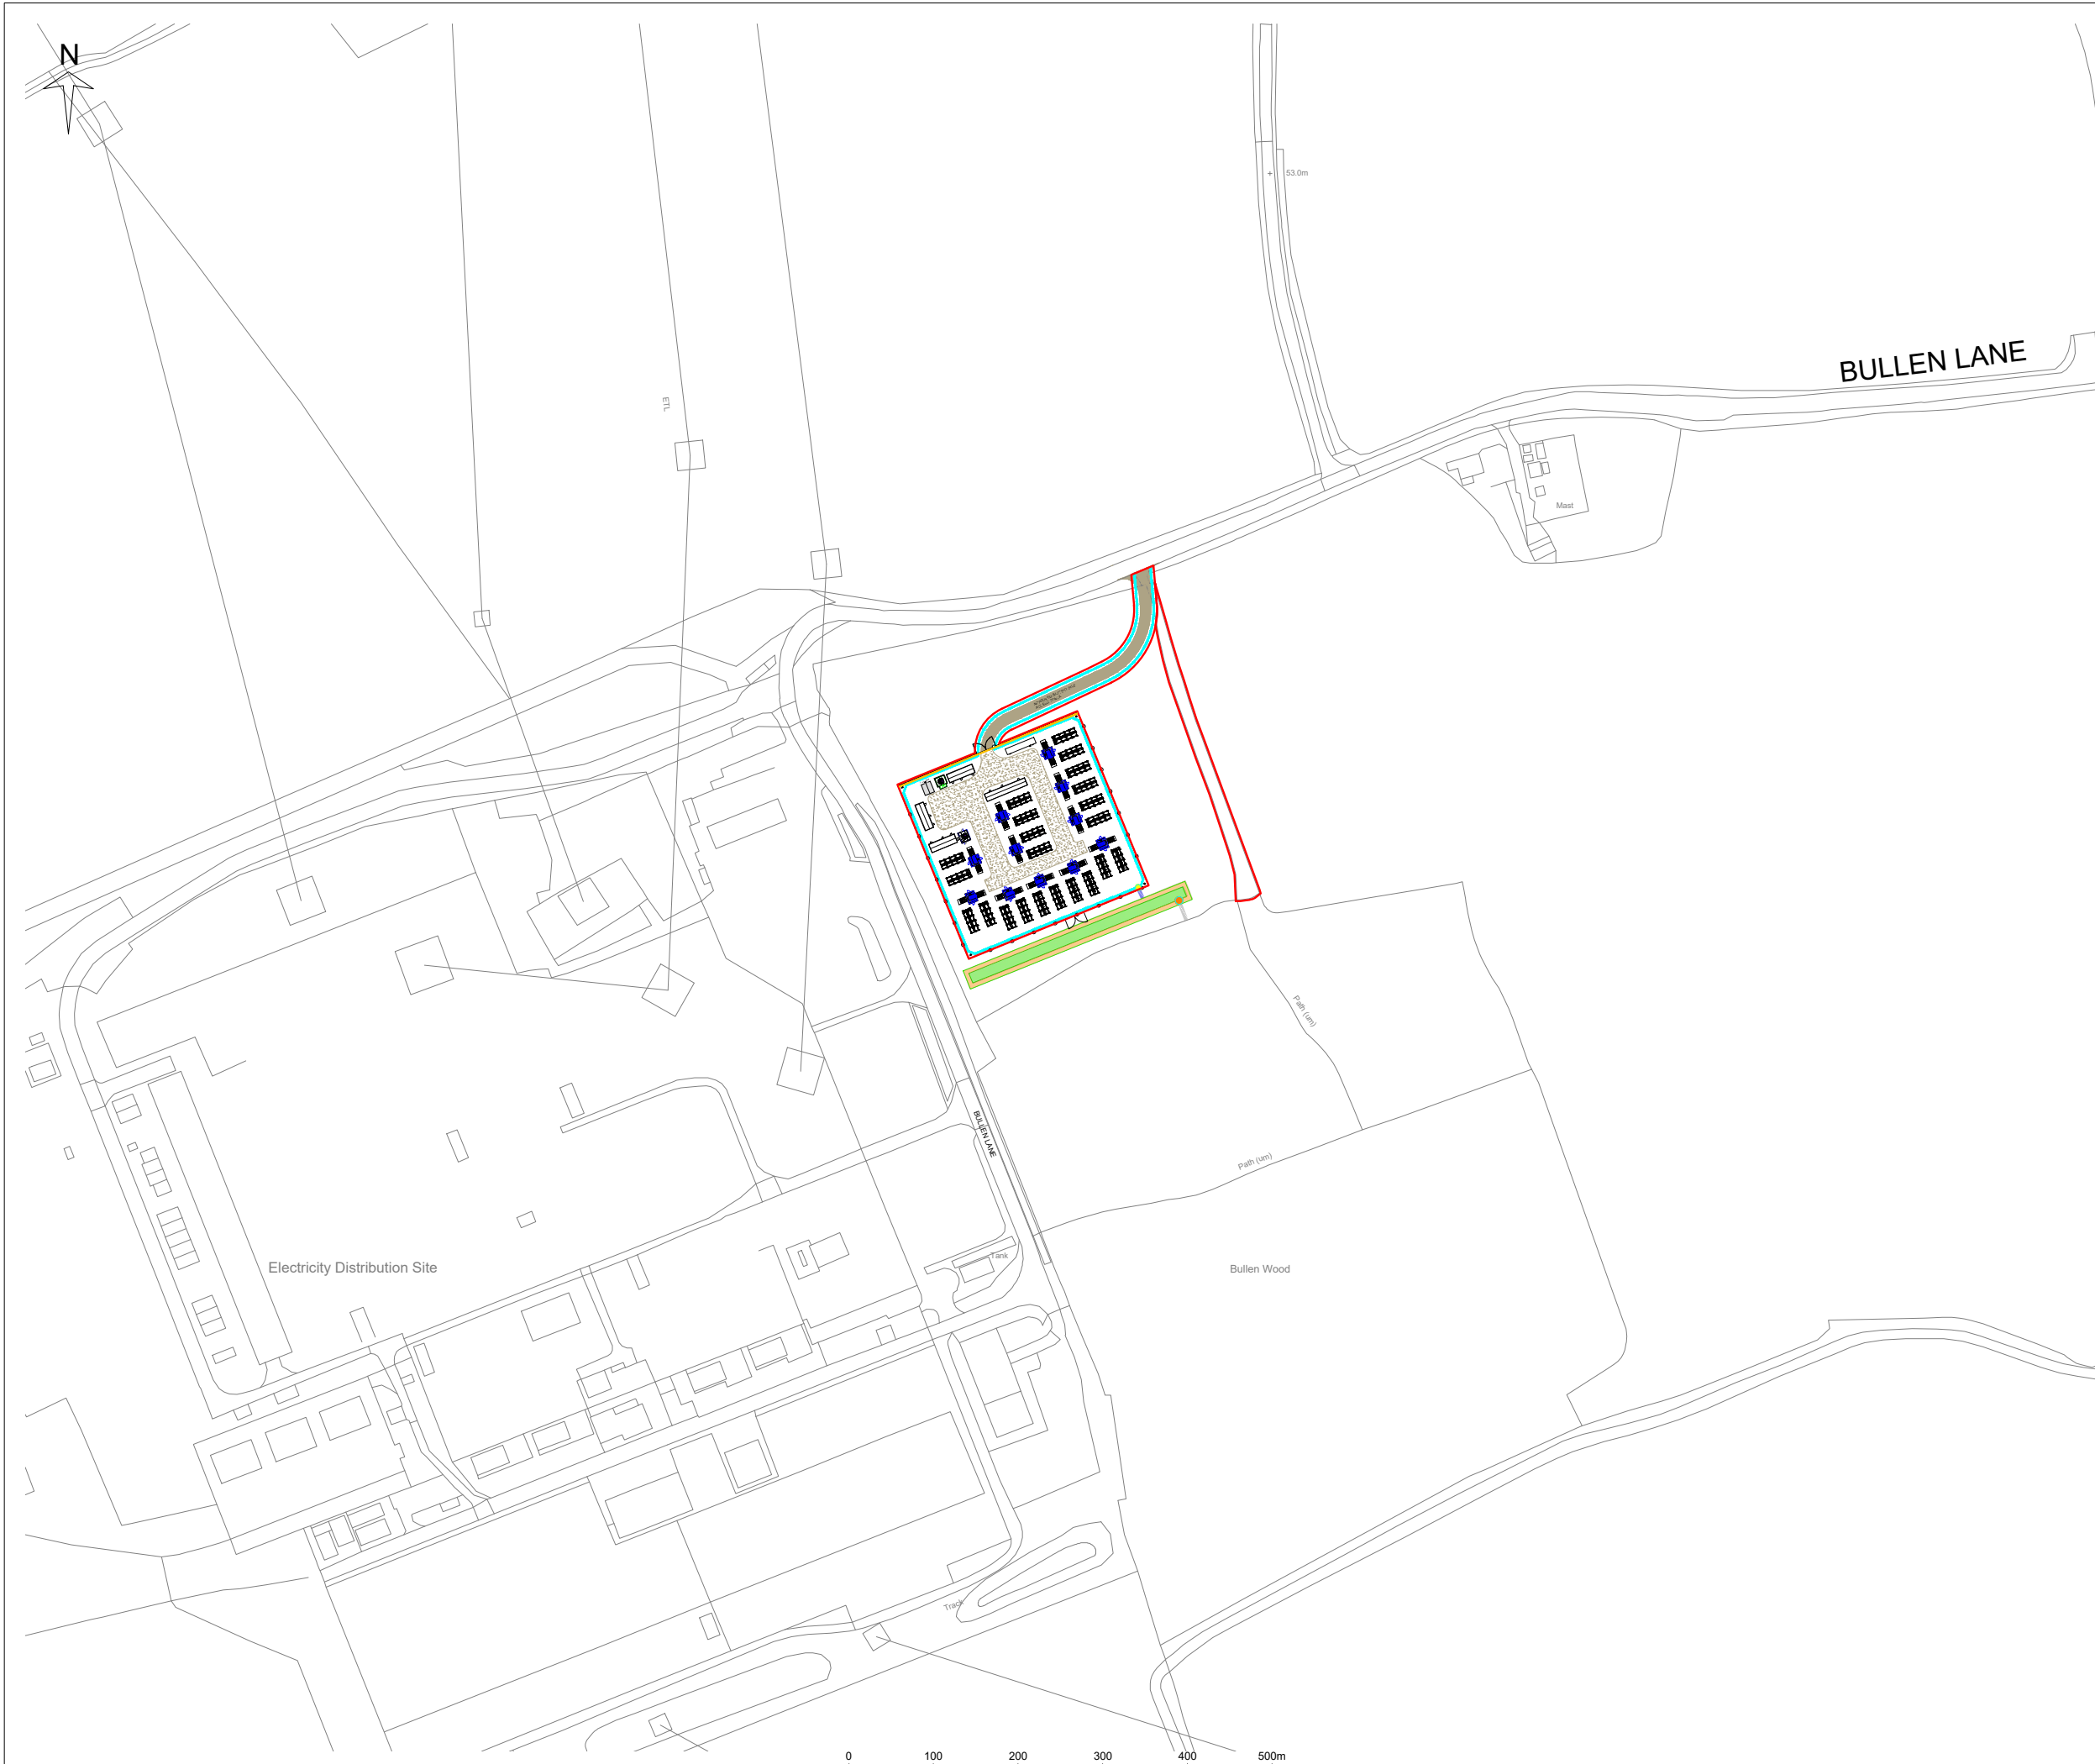 N
53.0m
BULLEN LANE
ETL
Mast
Path (um)
BULLEN LANE
Path (um)
Electricity Distribution Site
Tank
Bullen Wood
Track
0 100 200 300 400 500m